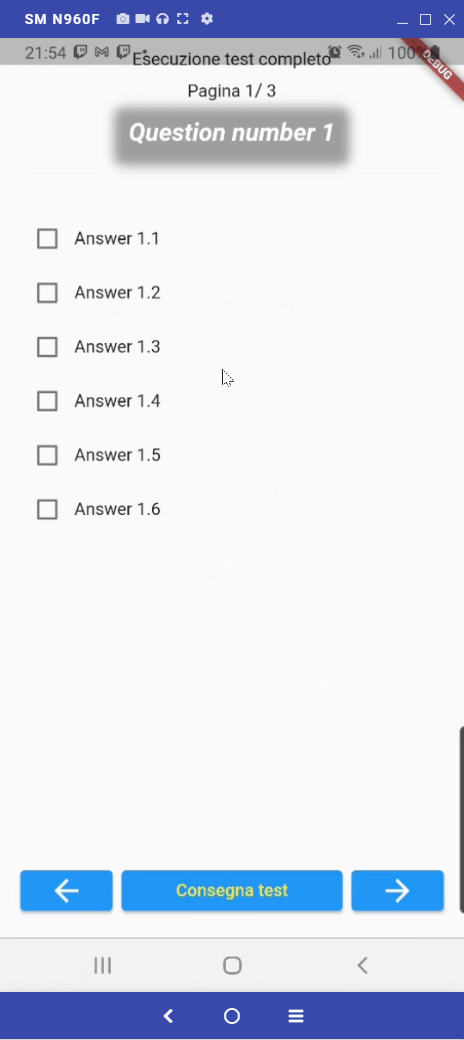 SM N960F
21:54 100%
DEBUG
Esecuzione test completo
Pagina 1/ 3
Question number 1
Answer 1.1
Answer 1.2
Answer 1.3
Answer 1.4
Answer 1.5
Answer 1.6
Consegna test